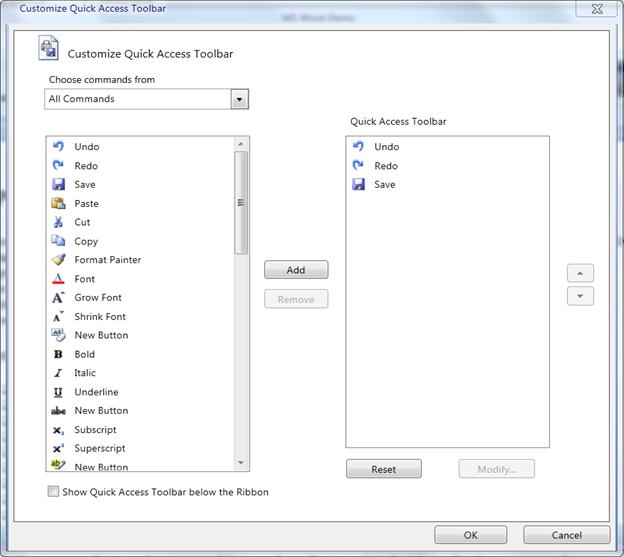 Customize Quick Access Toolbar
MS Word Demo
Customize Quick Access Toolbar
Choose commands from
All Commands
Undo
Redo
Save
Paste
Cut
Copy
Format Painter
Font
Grow Font
Shrink Font
New Button
Bold
Italic
Underline
New Button
Subscript
Superscript
New Button
Show Quick Access Toolbar below the Ribbon
Add
Remove
Quick Access Toolbar
Undo
Redo
Save
Reset
Modify...
OK
Cancel